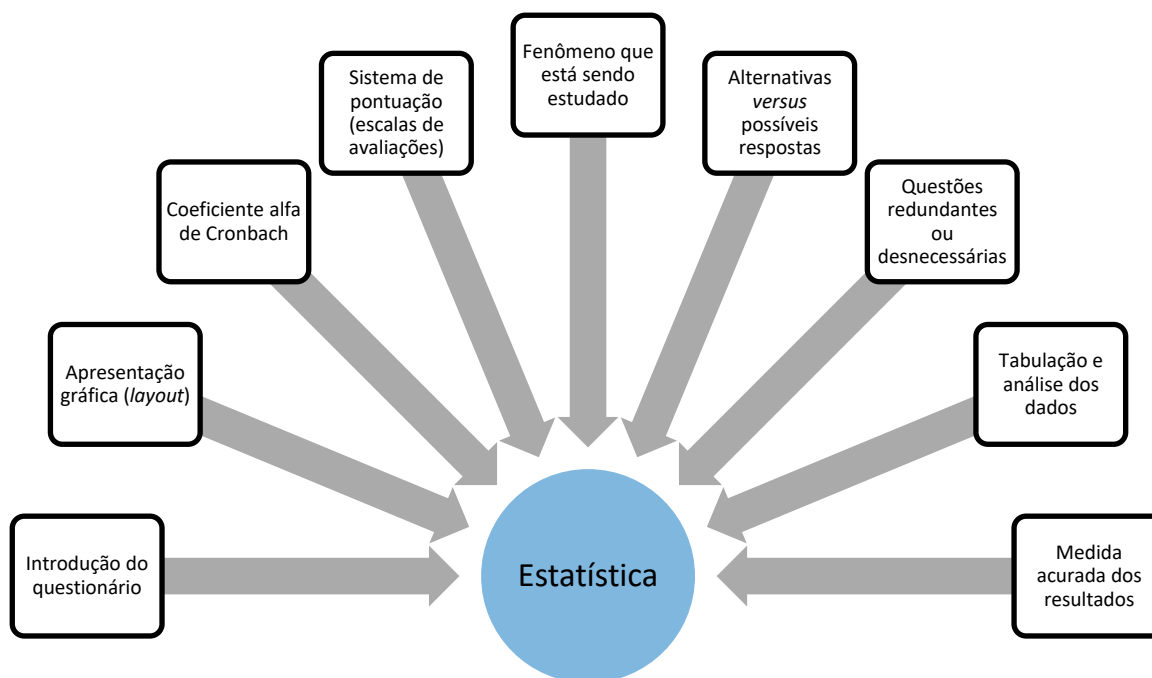 Introdução do
questionário
Apresentação
gráfica (layout)
Coeficiente alfa
de Cronbach
Sistema de
pontuação
(escalas de
avaliações)
Fenômeno que
está sendo
estudado
Alternativas
versus
possíveis
respostas
Questões
redundantes
ou
desnecessárias
Tabulação e
análise dos
dados
Medida
acurada dos
resultados
Estatística